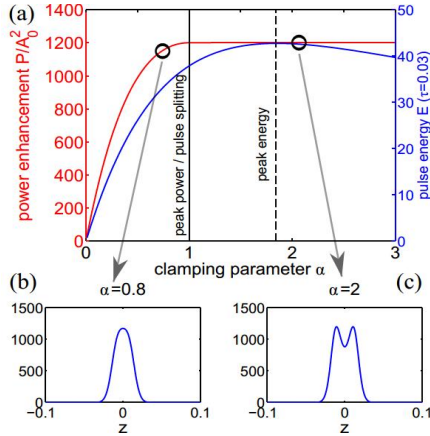 (a)
power enhancement P/A₀²
1400
1200
1000
800
600
400
200
0
peak power / pulse splitting
peak energy
50
40
30
20
10
0
pulse energy E (τ=0.03)
0 1 2 3
clamping parameter α
(b) α=0.8
1500
1000
500
0
-0.1 0 0.1
z
α=2 (c)
1500
1000
500
0
-0.1 0 0.1
z